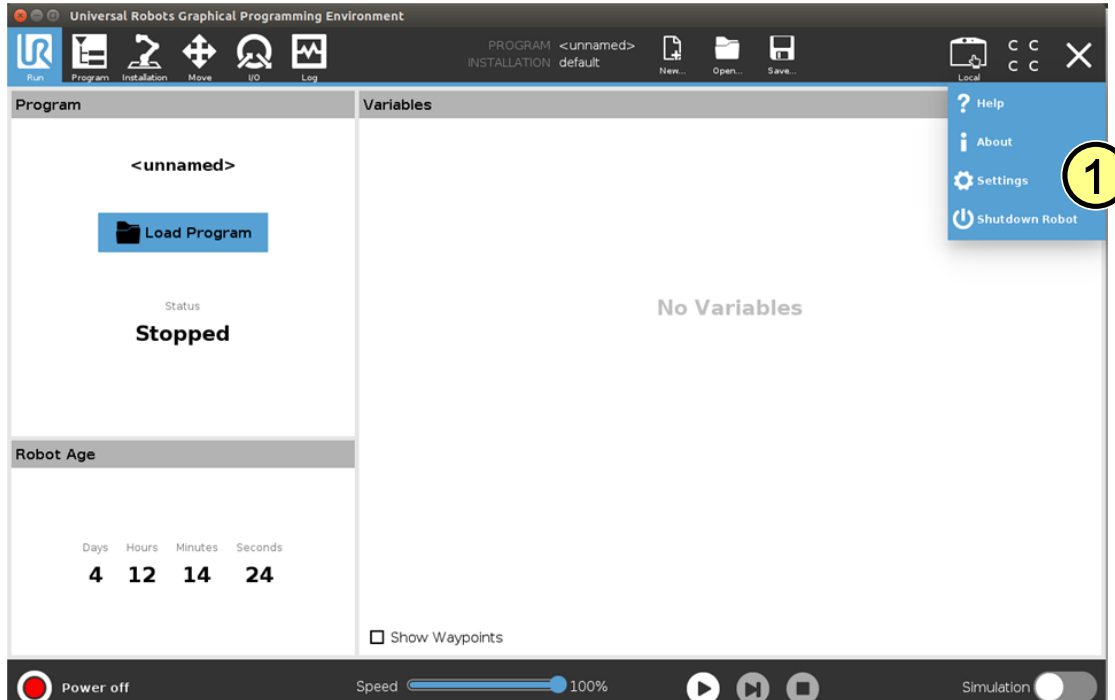 Universal Robots Graphical Programming Environment
UR
Run
Program
Installation
Move
I/O
Log
PROGRAM <unnamed>
INSTALLATION default
New...
Open...
Save...
Local
C C
C C
Program
<unnamed>
Load Program
Status
Stopped
Robot Age
Days Hours Minutes Seconds
4 12 14 24
Variables
No Variables
Show Waypoints
? Help
i About
Settings
Shutdown Robot
1
Power off
Speed 100%
Simulation